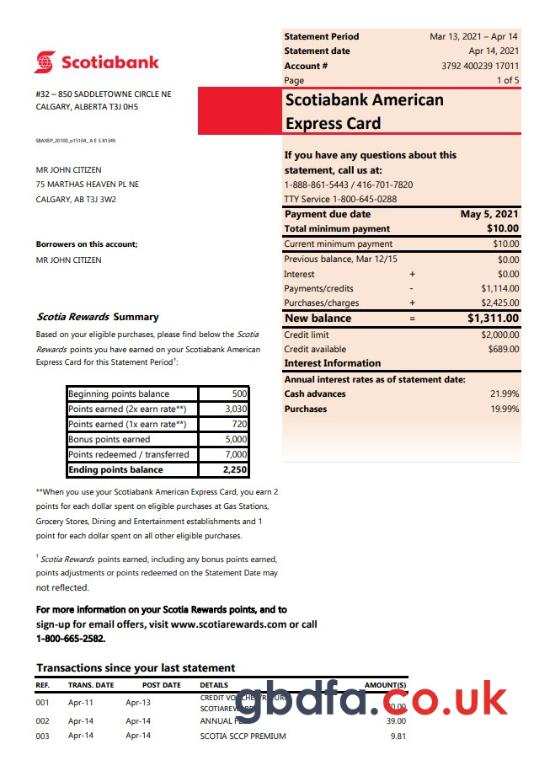 Scotiabank
#32 – 850 SADDLETOWNE CIRCLE NE
CALGARY, ALBERTA T3J 0H5
MR JOHN CITIZEN
75 MARTHAS HEAVEN PL NE
CALGARY, AB T3J 3W2
Borrowers on this account;
MR JOHN CITIZEN
Statement Period Mar 13, 2021 – Apr 14
Statement date Apr 14, 2021
Account # 3792 400239 17011
Page 1 of 5
Scotiabank American
Express Card
If you have any questions about this
statement, call us at:
1-888-861-5443 / 416-701-7820
TTY Service 1-800-645-0288
Payment due date May 5, 2021
Total minimum payment $10.00
Current minimum payment $10.00
Previous balance, Mar 12/15 $0.00
Interest + $0.00
Payments/credits - $1,114.00
Purchases/charges + $2,425.00
New balance = $1,311.00
Credit limit $2,000.00
Credit available $689.00
Interest Information
Annual interest rates as of statement date:
Cash advances 21.99%
Purchases 19.99%
Scotia Rewards Summary
Based on your eligible purchases, please find below the Scotia
Rewards points you have earned on your Scotiabank American
Express Card for this Statement Period†:
Beginning points balance 500
Points earned (2x earn rate**) 3,030
Points earned (1x earn rate**) 720
Bonus points earned 5,000
Points redeemed / transferred 7,000
Ending points balance 2,250
**When you use your Scotiabank American Express Card, you earn 2
points for each dollar spent on eligible purchases at Gas Stations,
Grocery Stores, Dining and Entertainment establishments and 1
point for each dollar spent on all other eligible purchases.
† Scotia Rewards points earned, including any bonus points earned,
points adjustments or points redeemed on the Statement Date may
not reflected.
For more information on your Scotia Rewards points, and to
sign-up for email offers, visit www.scotiarewards.com or call
1-800-665-2582.
Transactions since your last statement
REF. TRANS. DATE POST DATE DETAILS AMOUNT(S)
001 Apr-11 Apr-13 CREDIT
002 Apr-14 Apr-14 ANNUAL 39.00
003 Apr-14 Apr-14 SCOTIA SCCP PREMIUM 9.81
gbdfa.co.uk